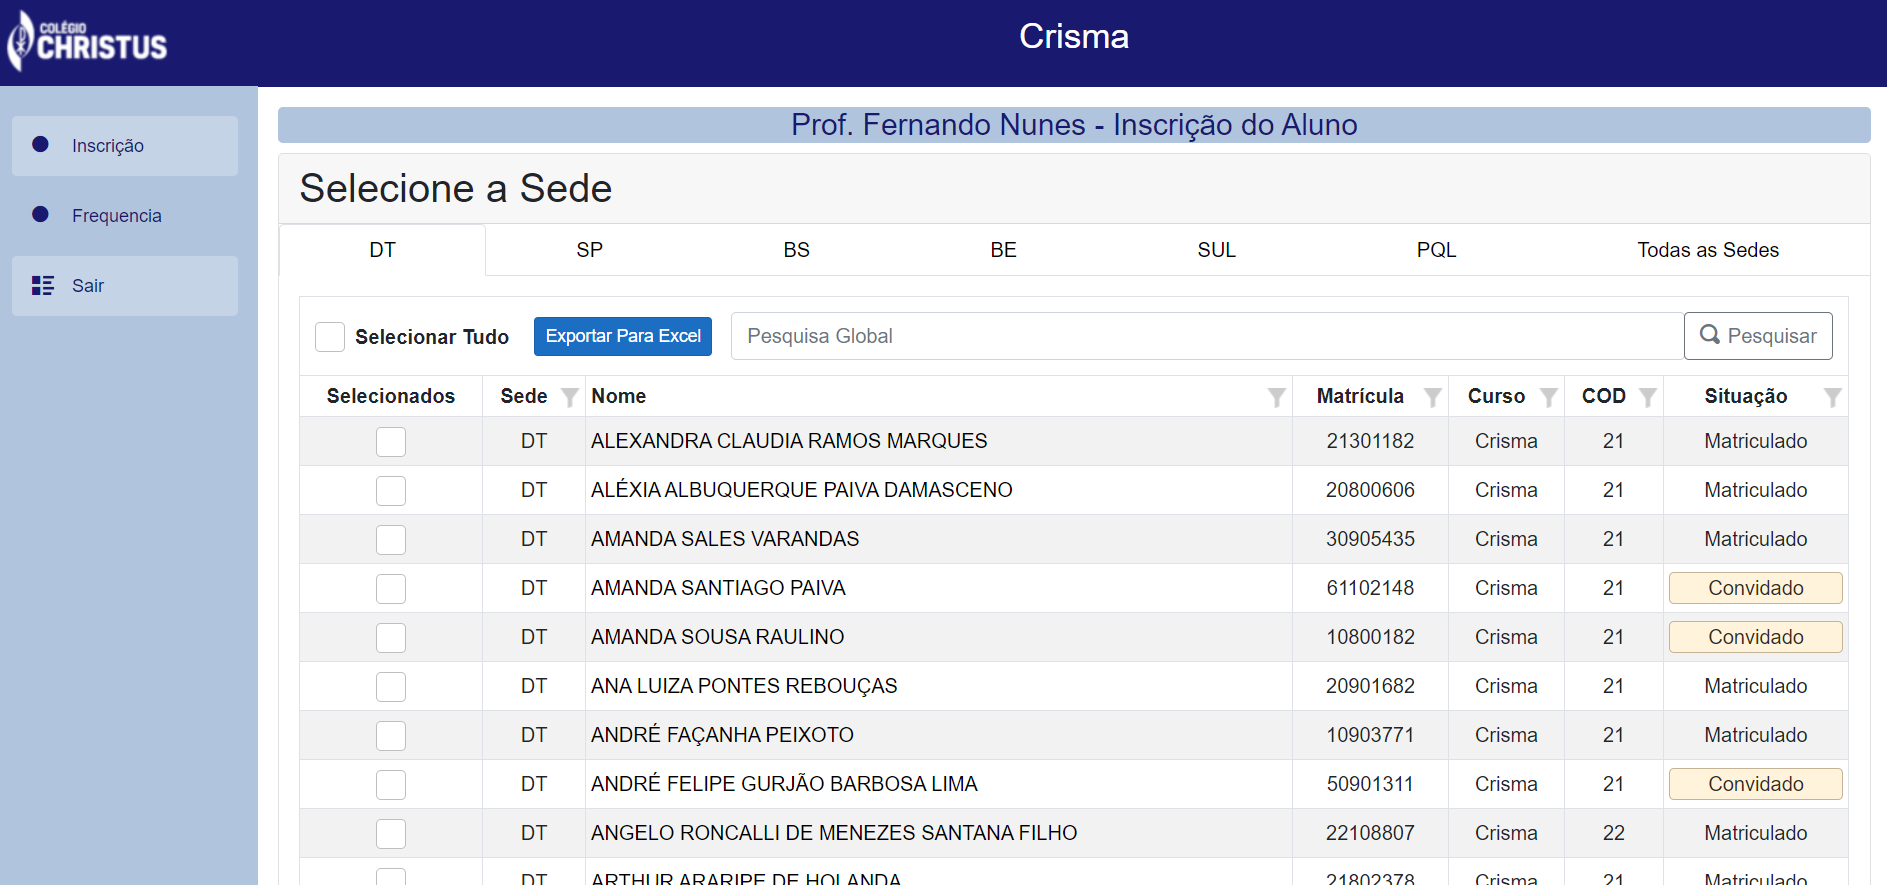 COLÉGIO
CHRISTUS
Crisma
Inscrição
Frequencia
Sair
Prof. Fernando Nunes - Inscrição do Aluno
Selecione a Sede
DT SP BS BE SUL PQL Todas as Sedes
Selecionar Tudo Exportar Para Excel Pesquisa Global Pesquisar
Selecionados Sede Nome Matrícula Curso COD Situação
DT ALEXANDRA CLAUDIA RAMOS MARQUES 21301182 Crisma 21 Matriculado
DT ALÉXIA ALBUQUERQUE PAIVA DAMASCENO 20800606 Crisma 21 Matriculado
DT AMANDA SALES VARANDAS 30905435 Crisma 21 Matriculado
DT AMANDA SANTIAGO PAIVA 61102148 Crisma 21 Convidado
DT AMANDA SOUSA RAULINO 10800182 Crisma 21 Convidado
DT ANA LUIZA PONTES REBOUÇAS 20901682 Crisma 21 Matriculado
DT ANDRÉ FAÇANHA PEIXOTO 10903771 Crisma 21 Matriculado
DT ANDRÉ FELIPE GURJÃO BARBOSA LIMA 50901311 Crisma 21 Convidado
DT ANGELO RONCALLI DE MENEZES SANTANA FILHO 22108807 Crisma 22 Matriculado
DT ARTHUR ARARIPE DE HOLANDA 21802378 Crisma 21 Matriculado